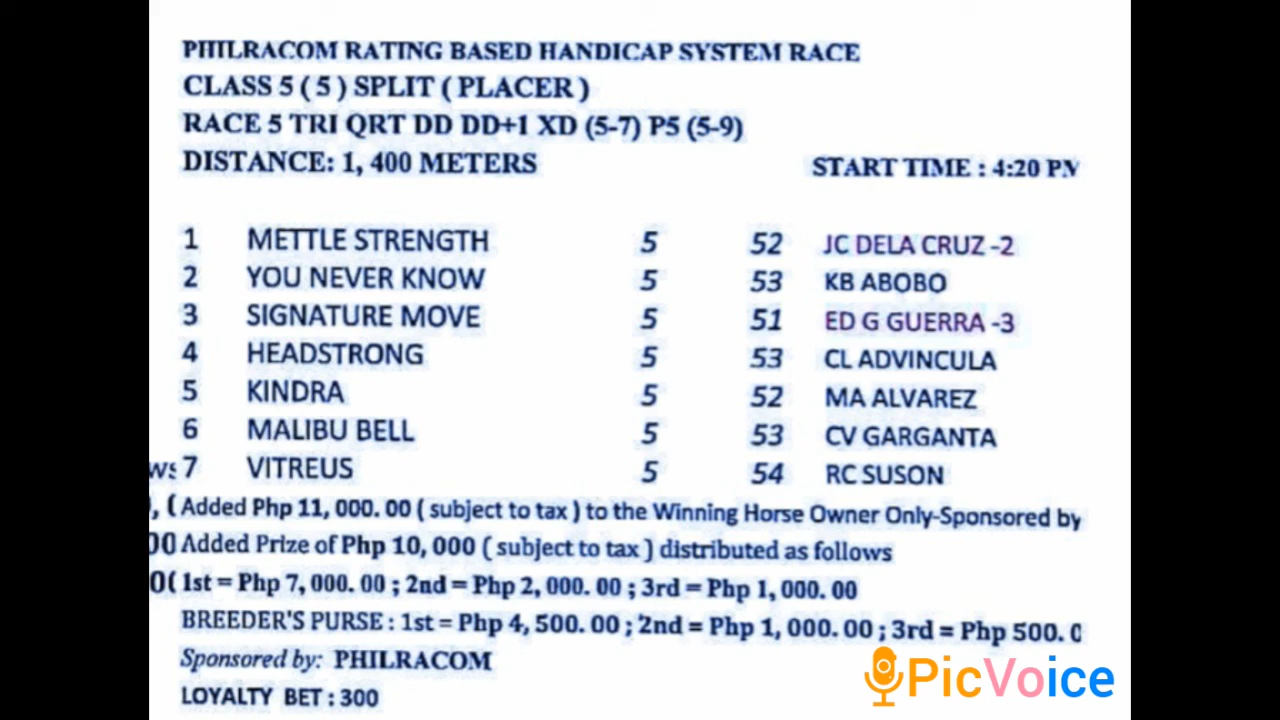 PHILRACOM RATING BASED HANDICAP SYSTEM RACE
CLASS 5 ( 5 ) SPLIT ( PLACER )
RACE 5 TRI QRT DD DD+1 XD (5-7) P5 (5-9)
DISTANCE: 1, 400 METERS START TIME : 4:20 PM
1 METTLE STRENGTH 5 52 JC DELA CRUZ -2
2 YOU NEVER KNOW 5 53 KB ABOBO
3 SIGNATURE MOVE 5 51 ED G GUERRA -3
4 HEADSTRONG 5 53 CL ADVINCULA
5 KINDRA 5 52 MA ALVAREZ
6 MALIBU BELL 5 53 CV GARGANTA
ws 7 VITREUS 5 54 RC SUSON
, ( Added Php 11, 000. 00 ( subject to tax ) to the Winning Horse Owner Only-Sponsored by
00 Added Prize of Php 10, 000 ( subject to tax ) distributed as follows
0( 1st = Php 7, 000. 00 ; 2nd = Php 2, 000. 00 ; 3rd = Php 1, 000. 00
BREEDER'S PURSE : 1st = Php 4, 500. 00 ; 2nd = Php 1, 000. 00 ; 3rd = Php 500. 0
Sponsored by: PHILRACOM
LOYALTY BET : 300
PicVoice